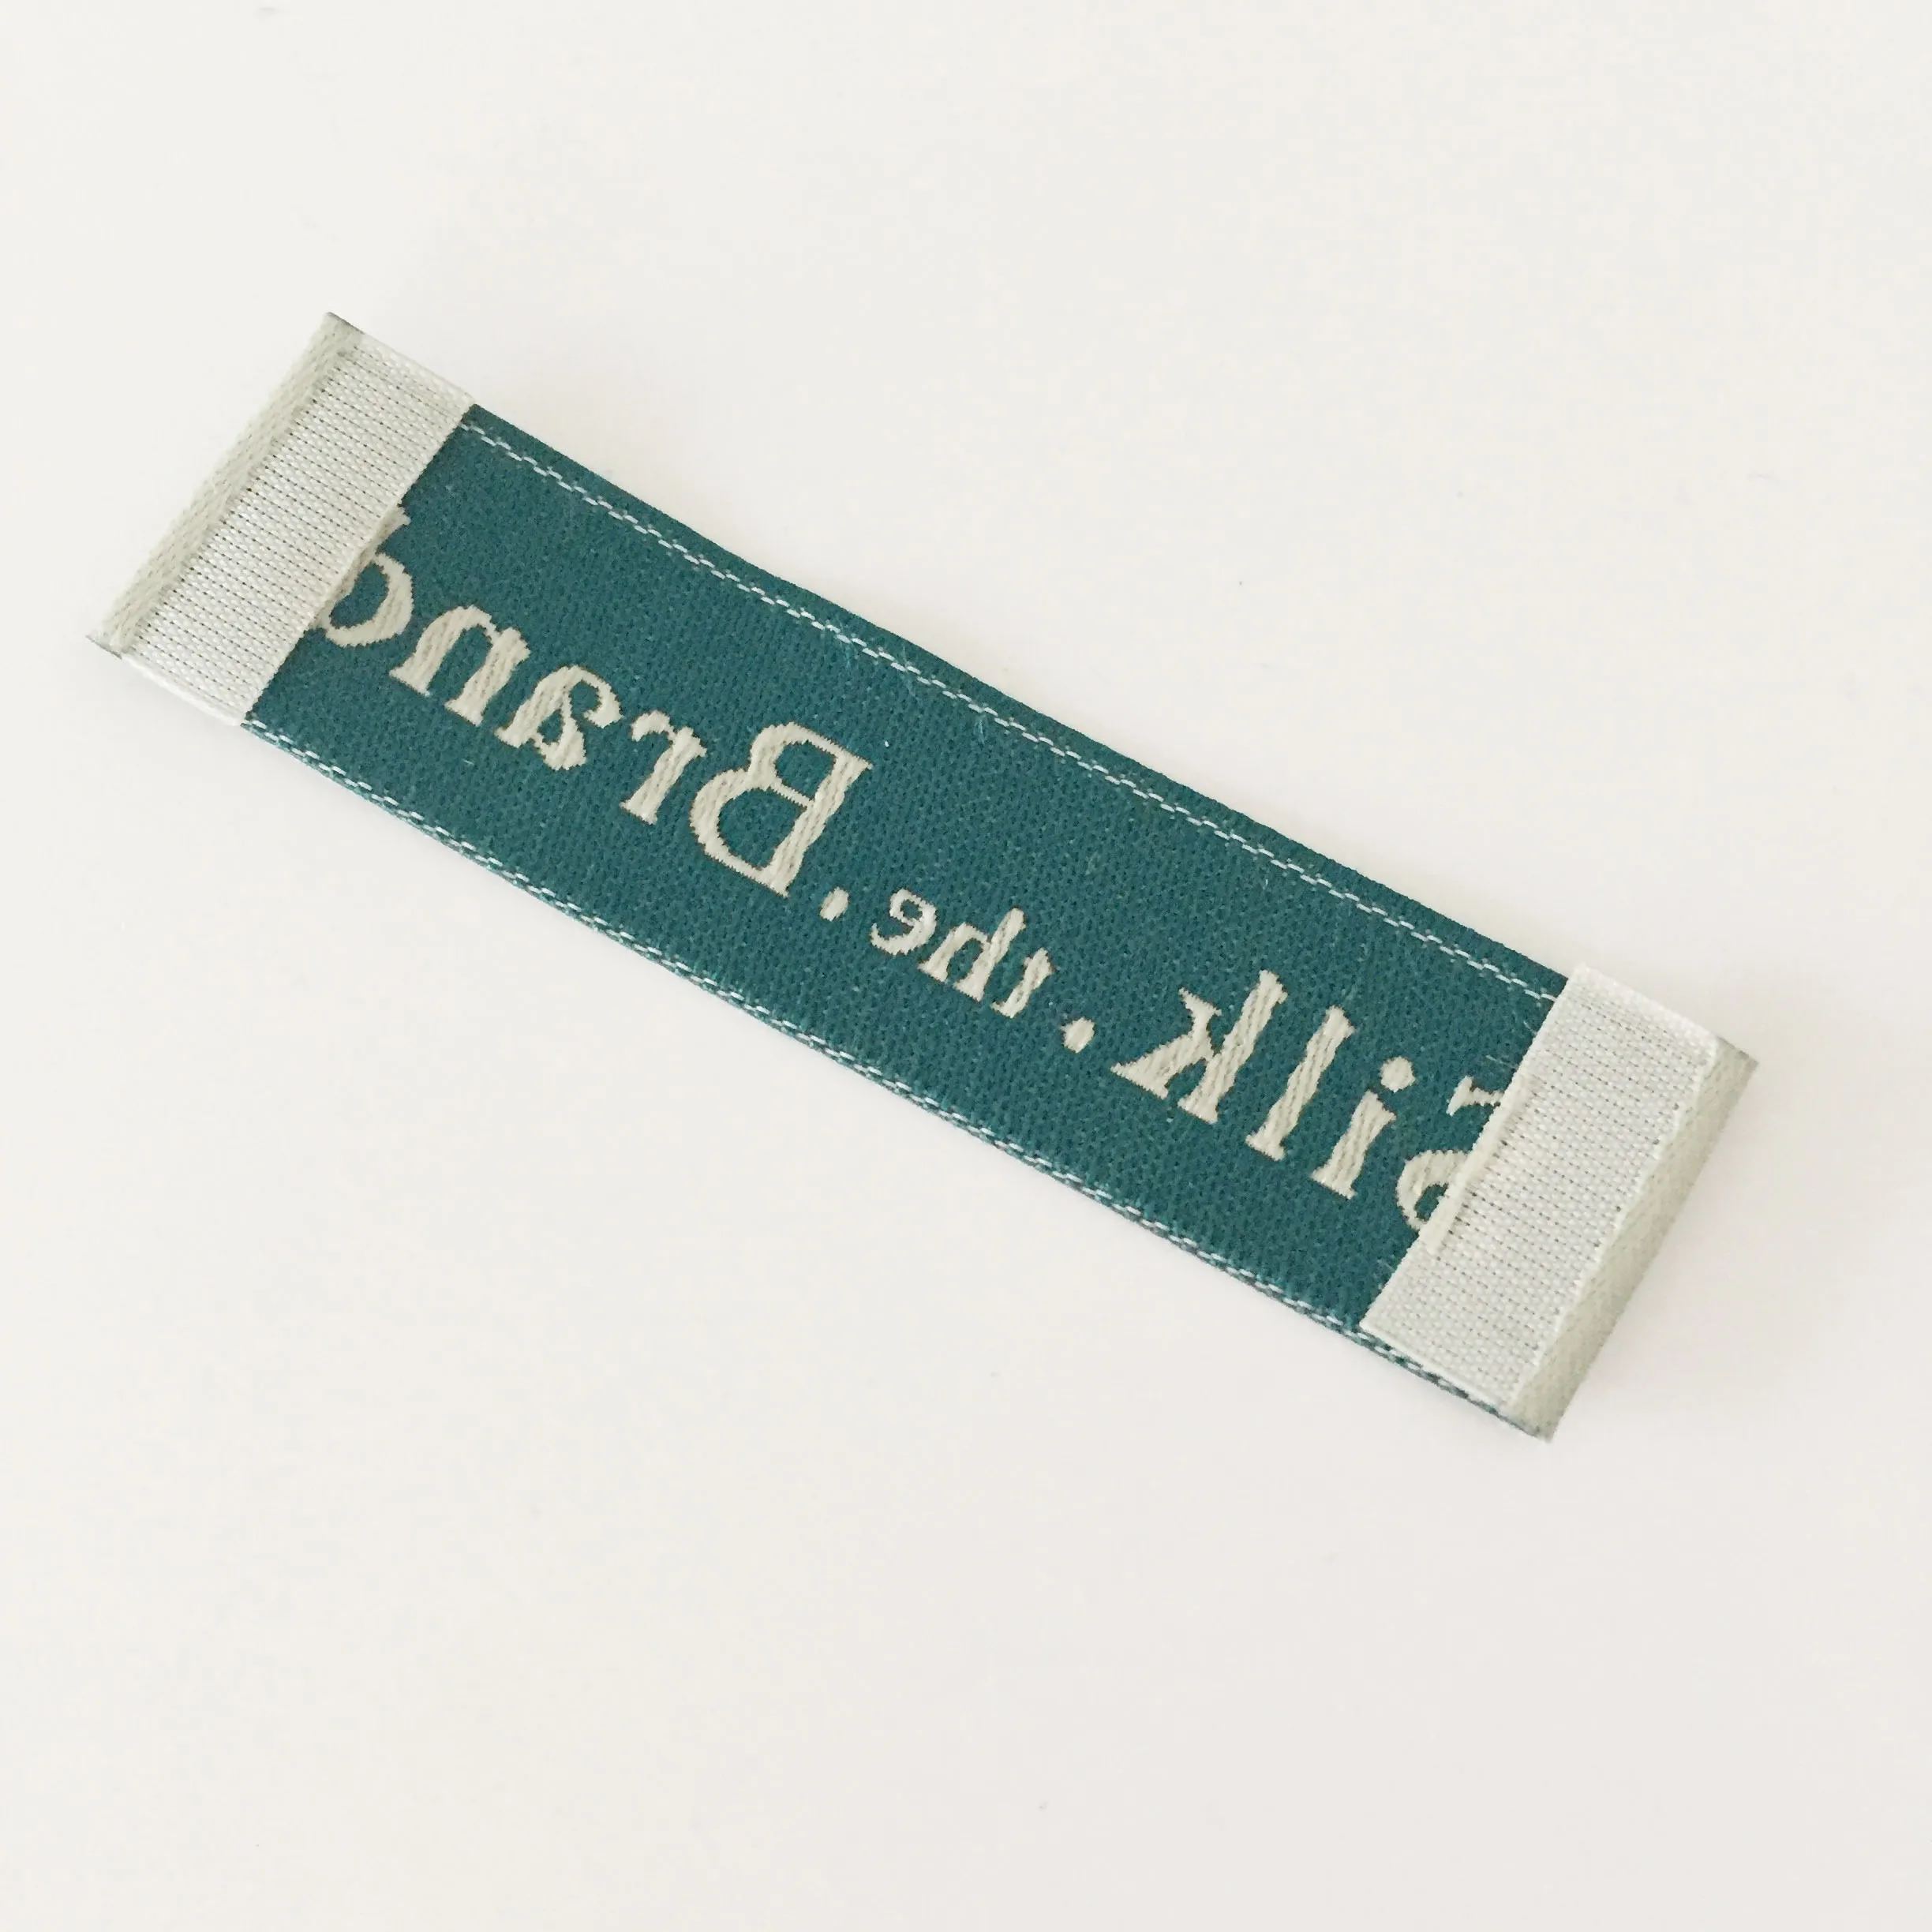 Silk · the · Brand